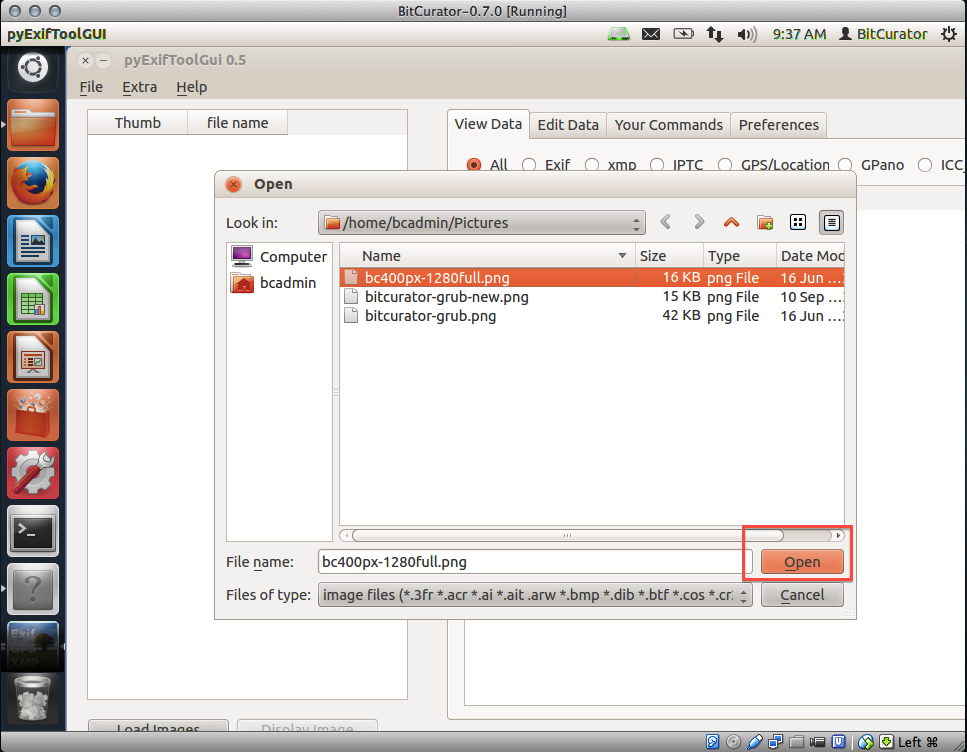 BitCurator-0.7.0 [Running]
pyExifToolGUI
9:37 AM BitCurator
pyExifToolGui 0.5
File Extra Help
Thumb file name
View Data Edit Data Your Commands Preferences
All Exif xmp IPTC GPS/Location GPano ICC_
Open
Look in: /home/bcadmin/Pictures
Computer
bcadmin
Name Size Type Date Mod
bc400px-1280full.png 16 KB png File 16 Jun ...
bitcurator-grub-new.png 15 KB png File 10 Sep ...
bitcurator-grub.png 42 KB png File 16 Jun ...
File name: bc400px-1280full.png Open
Files of type: image files (*.3fr *.acr *.ai *.ait .arw *.bmp *.dib *.btf *.cos *.cr Cancel
Exif
GPS
XMP
Load Images Display Image
Left ⌘